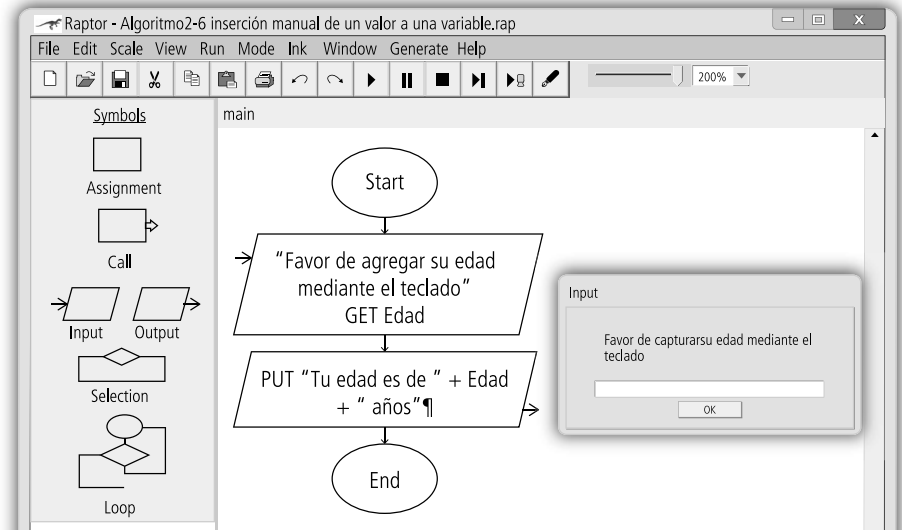 Raptor - Algoritmo2-6 inserción manual de un valor a una variable.rap
File Edit Scale View Run Mode Ink Window Generate Help
200%
Symbols
Assignment
Call
Input Output
Selection
Loop
main
Start
“Favor de agregar su edad
mediante el teclado”
GET Edad
PUT “Tu edad es de ” + Edad
+ “ años”¶
End
Input
Favor de capturarsu edad mediante el
teclado
OK